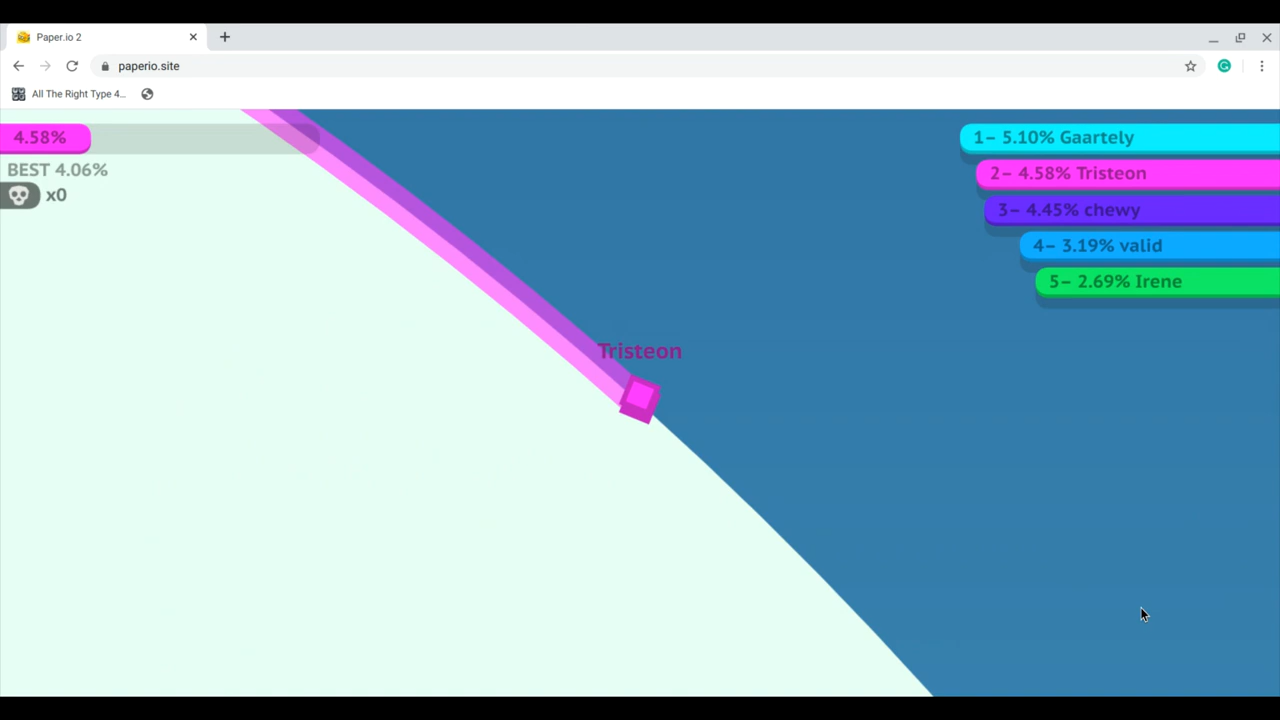 Paper.io 2
paperio.site
All The Right Type 4...
4.58%
BEST 4.06%
x0
1– 5.10% Gaartely
2– 4.58% Tristeon
3– 4.45% chewy
4– 3.19% valid
5– 2.69% Irene
Tristeon